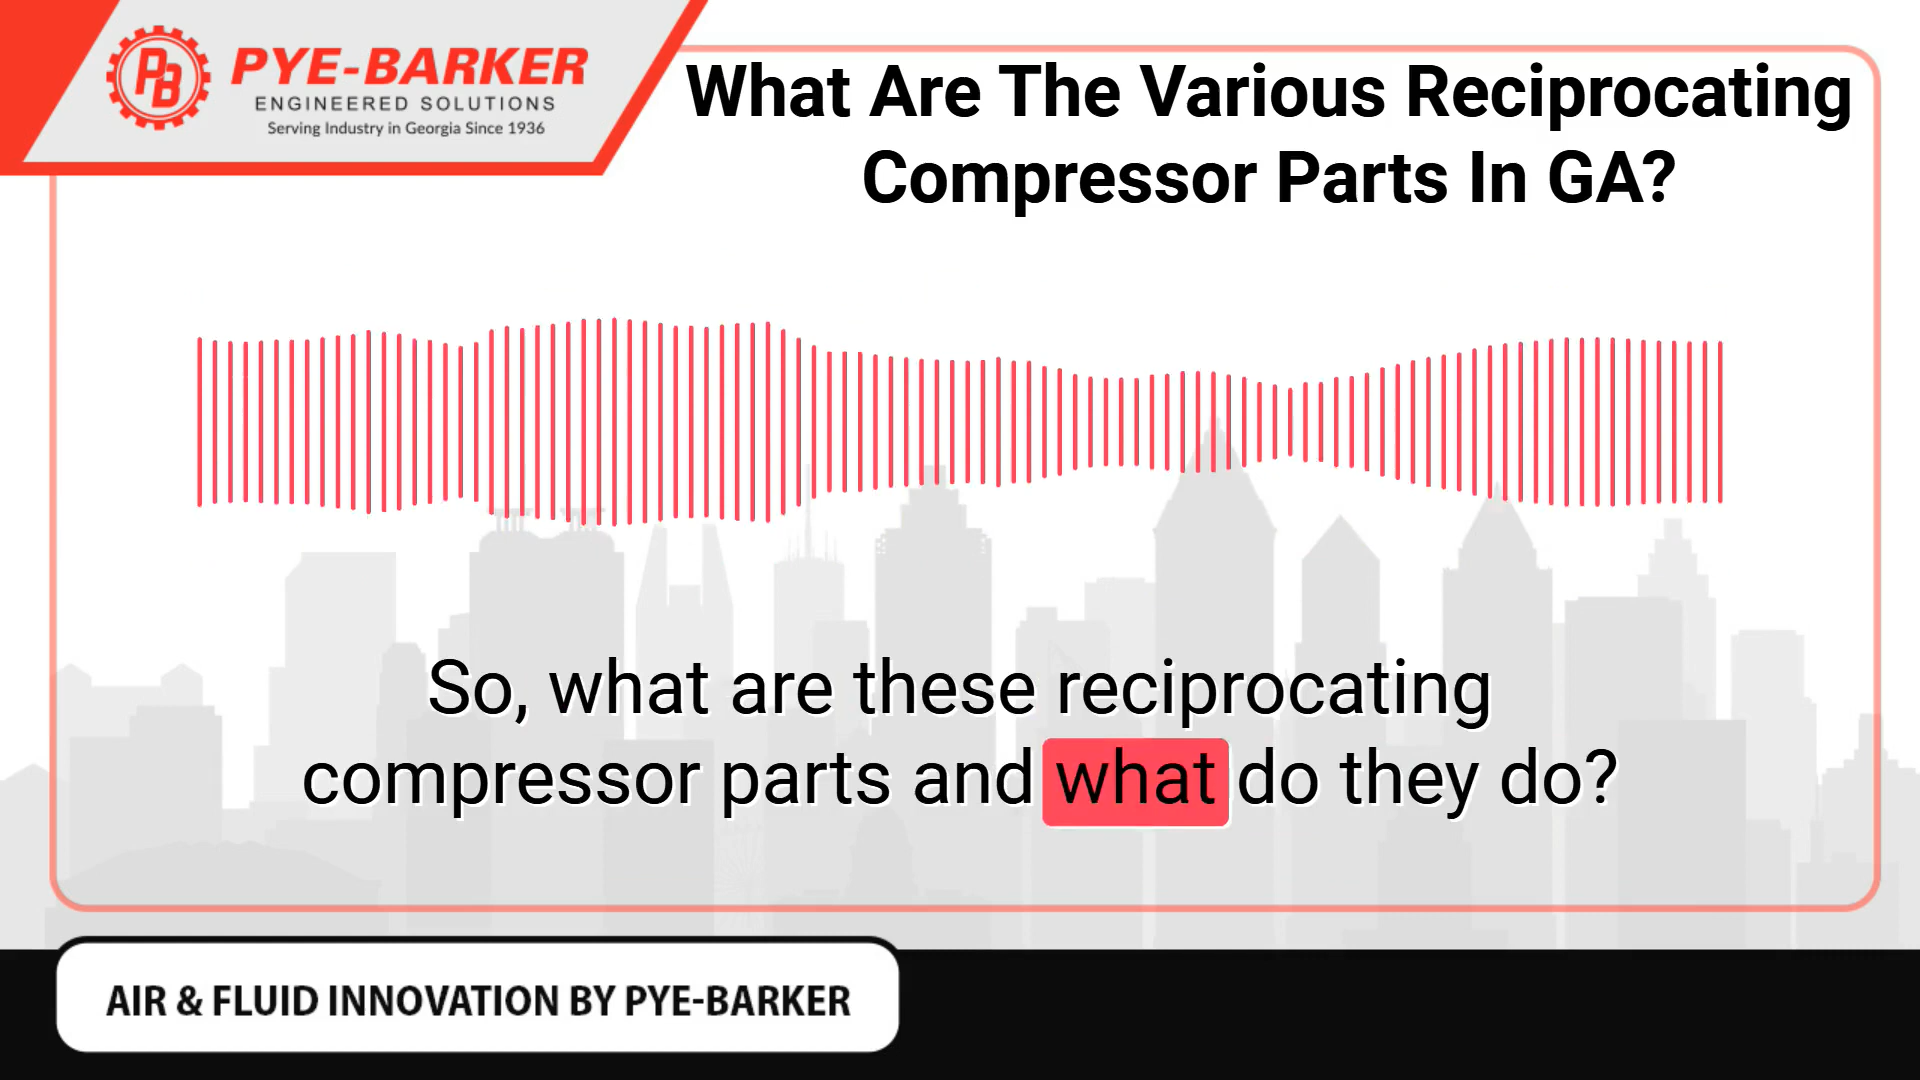 PB
PYE-BARKER
ENGINEERED SOLUTIONS
Serving Industry in Georgia Since 1936
What Are The Various Reciprocating
Compressor Parts In GA?
So, what are these reciprocating
compressor parts and what do they do?
AIR & FLUID INNOVATION BY PYE-BARKER